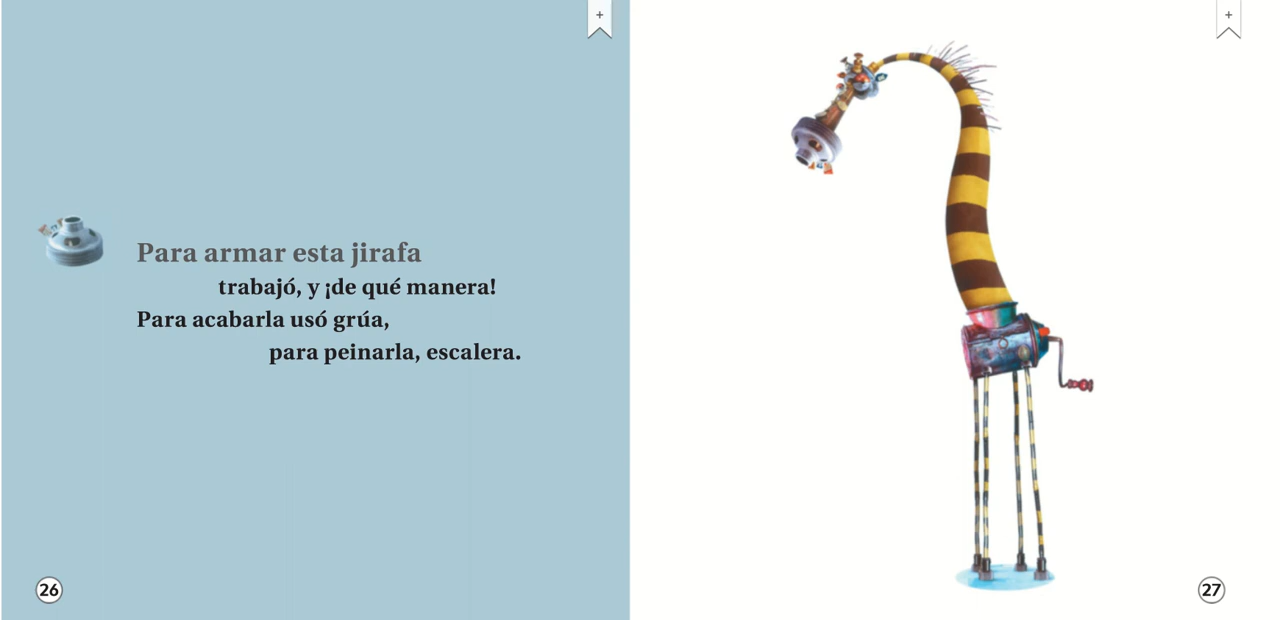 Para armar esta jirafa
trabajó, y ¡de qué manera!
Para acabarla usó grúa,
para peinarla, escalera.
26
27